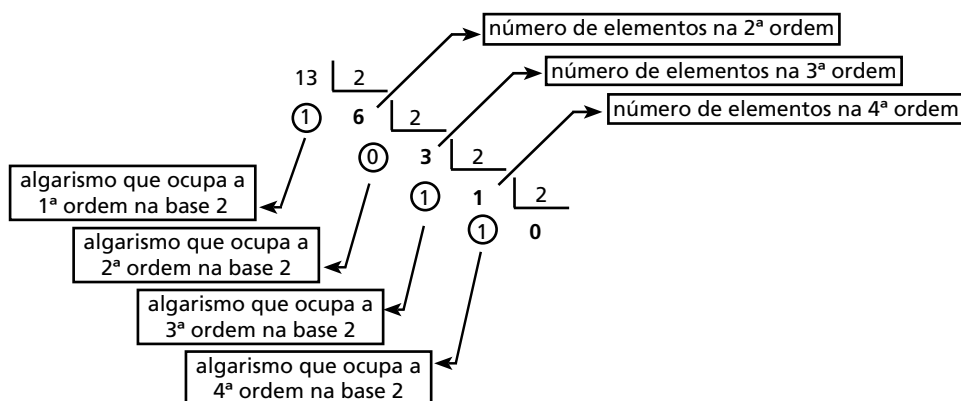 número de elementos na 2ª ordem
13 2
número de elementos na 3ª ordem
1 6 2
número de elementos na 4ª ordem
0 3 2
algarismo que ocupa a
1ª ordem na base 2
1 1 2
1 0
algarismo que ocupa a
2ª ordem na base 2
algarismo que ocupa a
3ª ordem na base 2
algarismo que ocupa a
4ª ordem na base 2